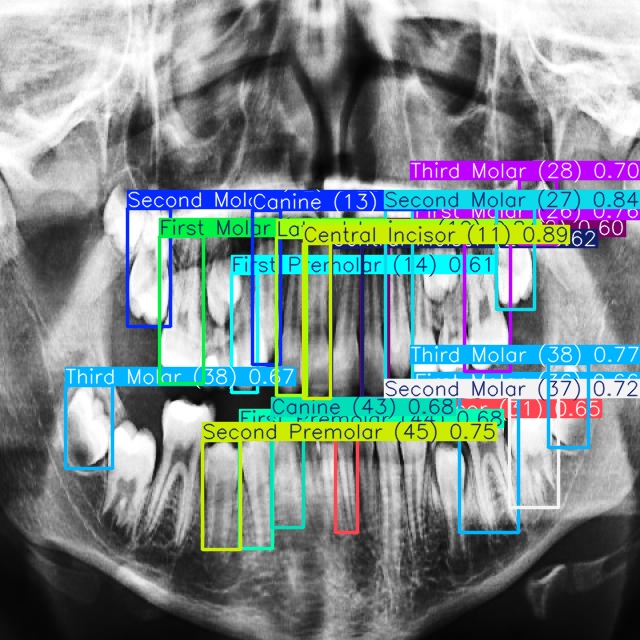 Third Molar (28) 0.70
Second Mol
Canine (13)
Second Molar (27) 0.84
First Molar
La
Central Incisor (11) 0.89
0.60
62
First Premolar (14) 0.61
Third Molar (38) 0.77
Third Molar (38) 0.67
Second Molar (37) 0.72
Canine (43) 0.68
(31) 0.65
Second Premolar (45) 0.75